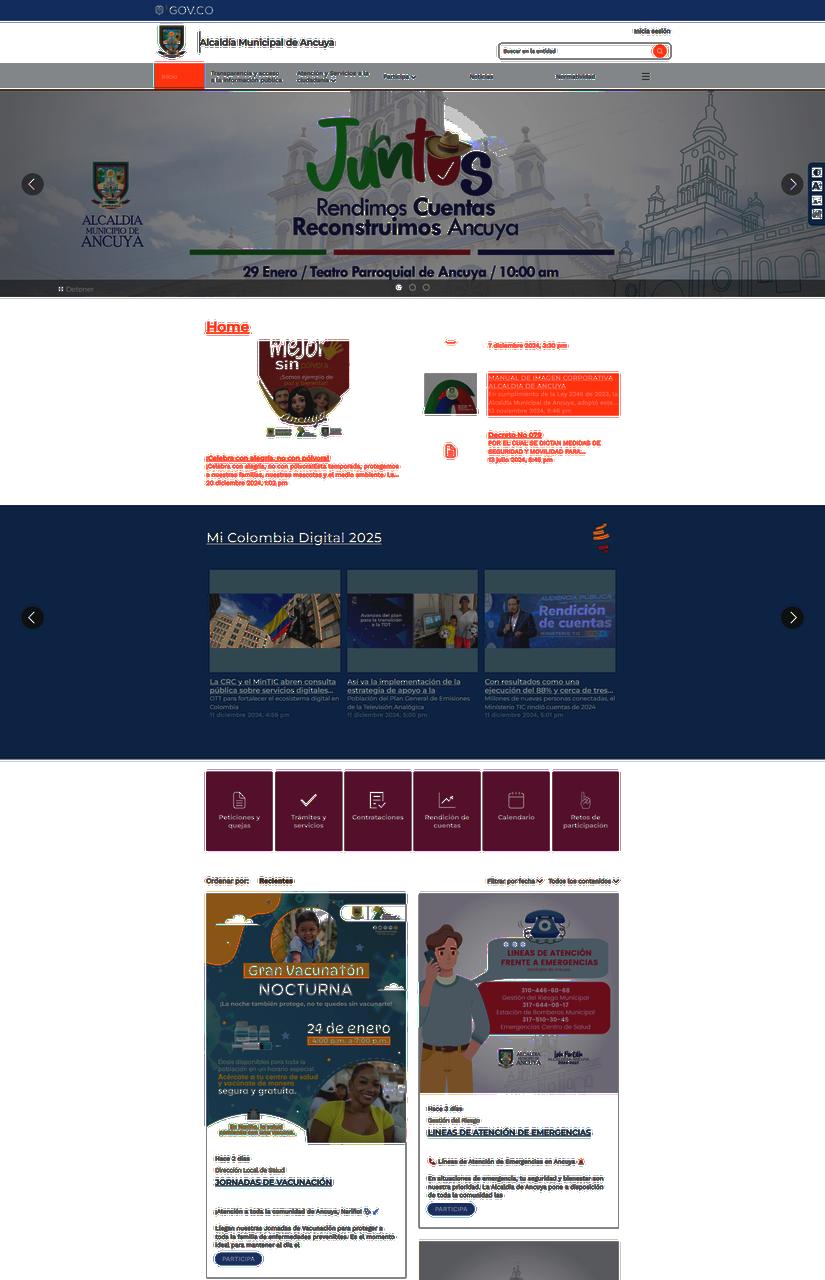 GOV.CO
Alcaldía Municipal de Ancuya
Inicia sesión
Buscar en la entidad
Inicio
Transparencia y acceso
a la información pública
Atención y Servicios a la
ciudadanía
Participa
Noticias
Normatividad
Juntos
Rendimos Cuentas
Reconstruimos Ancuya
ALCALDIA
MUNICIPIO DE
ANCUYA
29 Enero / Teatro Parroquial de Ancuya / 10:00 am
Detener
Home
Mejor
sin pólvora
¡Somos ejemplo de
paz y bienestar!
Ancuya
¡Celebra con alegría, no con pólvora!
¡Celebra con alegría, no con pólvora!Esta temporada, protegemos
a nuestras familias, nuestras mascotas y el medio ambiente. La...
20 diciembre 2024, 1:02 pm
7 diciembre 2024, 3:30 pm
MANUAL DE IMAGEN CORPORATIVA
ALCALDIA DE ANCUYA
En cumplimiento de la Ley 2345 de 2023, la
Alcaldía Municipal de Ancuya, adoptó este...
13 noviembre 2024, 8:46 pm
Decreto No 079
POR EL CUAL SE DICTAN MEDIDAS DE
SEGURIDAD Y MOVILIDAD PARA...
13 julio 2024, 8:46 pm
Mi Colombia Digital 2025
Avances del plan
para la transición
a la TDT
AUDIENCIA PÚBLICA
Rendición
de cuentas
MINISTERIO TIC
La CRC y el MinTIC abren consulta
pública sobre servicios digitales...
OTT para fortalecer el ecosistema digital en
Colombia
11 diciembre 2024, 4:59 pm
Así va la implementación de la
estrategia de apoyo a la
Población del Plan General de Emisiones
de la Televisión Analógica
11 diciembre 2024, 5:00 pm
Con resultados como una
ejecución del 88% y cerca de tres...
Millones de nuevas personas conectadas, el
Ministerio TIC rindió cuentas de 2024
11 diciembre 2024, 5:01 pm
Peticiones y
quejas
Trámites y
servicios
Contrataciones
Rendición de
cuentas
Calendario
Retos de
participación
Ordenar por:
Recientes
Filtrar por fecha
Todos los contenidos
Gran Vacunatón
NOCTURNA
¡La noche también protege, no te quedes sin vacunarte!
24 de enero
4:00 p.m. a 7:00 p.m.
Dosis disponibles para toda la
población en un horario especial.
Acércate a tu centro de salud
y vacúnate de manera
segura y gratuita.
Hace 2 días
Dirección Local de Salud
JORNADAS DE VACUNACIÓN
¡Atención a toda la comunidad de Ancuya, Nariño!
Llegan nuestras Jornadas de Vacunación para proteger a
toda la familia de enfermedades prevenibles. Es el momento
ideal para mantener al día el
PARTICIPA
LINEAS DE ATENCIÓN
FRENTE A EMERGENCIAS
310-446-60-68
Gestión del Riesgo Municipal
317-644-06-17
Estación de Bomberos Municipal
317-510-30-45
Emergencias Centro de Salud
Hace 3 días
Gestión del Riesgo
LINEAS DE ATENCIÓN DE EMERGENCIAS
Líneas de Atención de Emergencias en Ancuya
En situaciones de emergencia, tu seguridad y bienestar son
nuestra prioridad. La Alcaldía de Ancuya pone a disposición
de toda la comunidad las
PARTICIPA